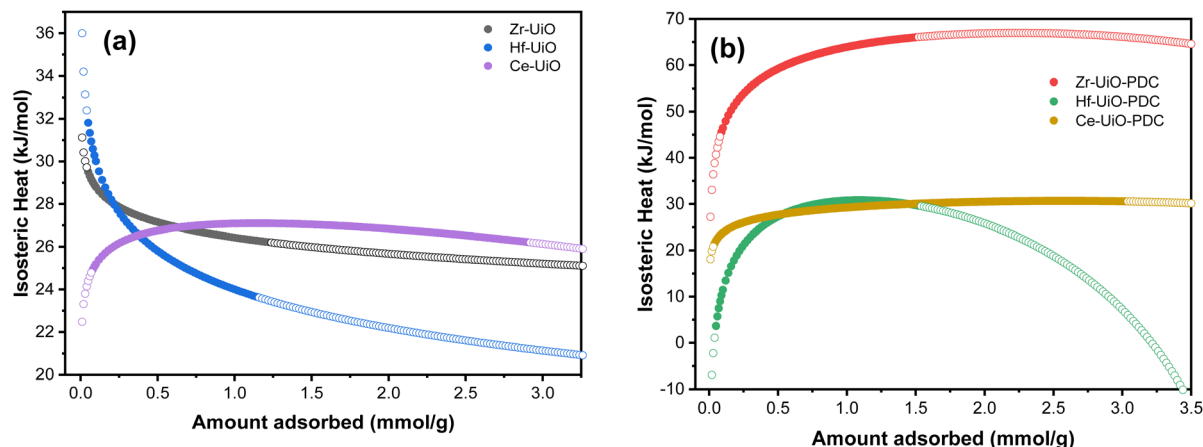 (a)
Zr-UiO
Hf-UiO
Ce-UiO
Isosteric Heat (kJ/mol)
36
34
32
30
28
26
24
22
20
0.0 0.5 1.0 1.5 2.0 2.5 3.0
Amount adsorbed (mmol/g)
(b)
Zr-UiO-PDC
Hf-UiO-PDC
Ce-UiO-PDC
Isosteric Heat (kJ/mol)
70
60
50
40
30
20
10
0
-10
0.0 0.5 1.0 1.5 2.0 2.5 3.0 3.5
Amount adsorbed (mmol/g)